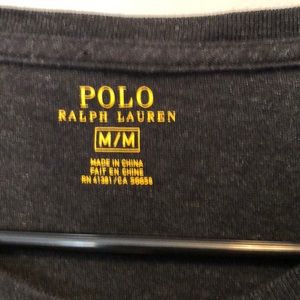 POLO
RALPH LAUREN
M/M
MADE IN CHINA
FAIT EN CHINE
RN 41381/CA 56658